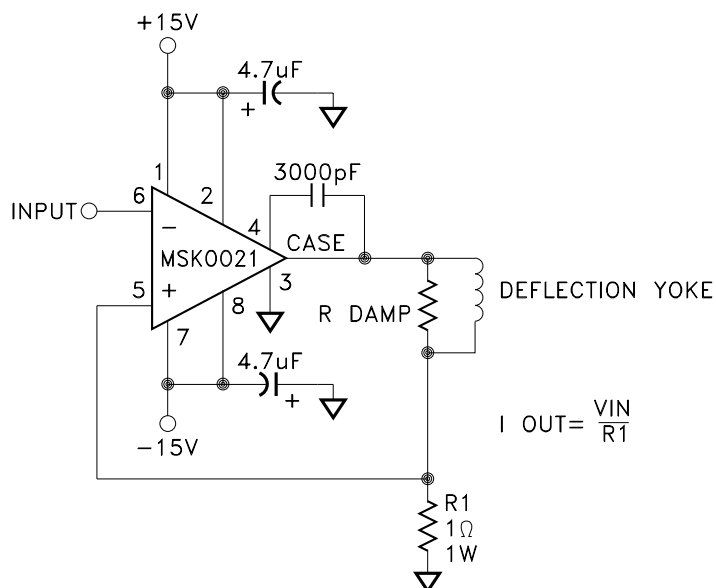 +15V
4.7uF
+
1
3000pF
6
2
INPUT
4
CASE
−
MSK0021
5
+
3
8
R DAMP
DEFLECTION YOKE
7
4.7uF
+
−15V
I OUT= VIN
R1
R1
1Ω
1W